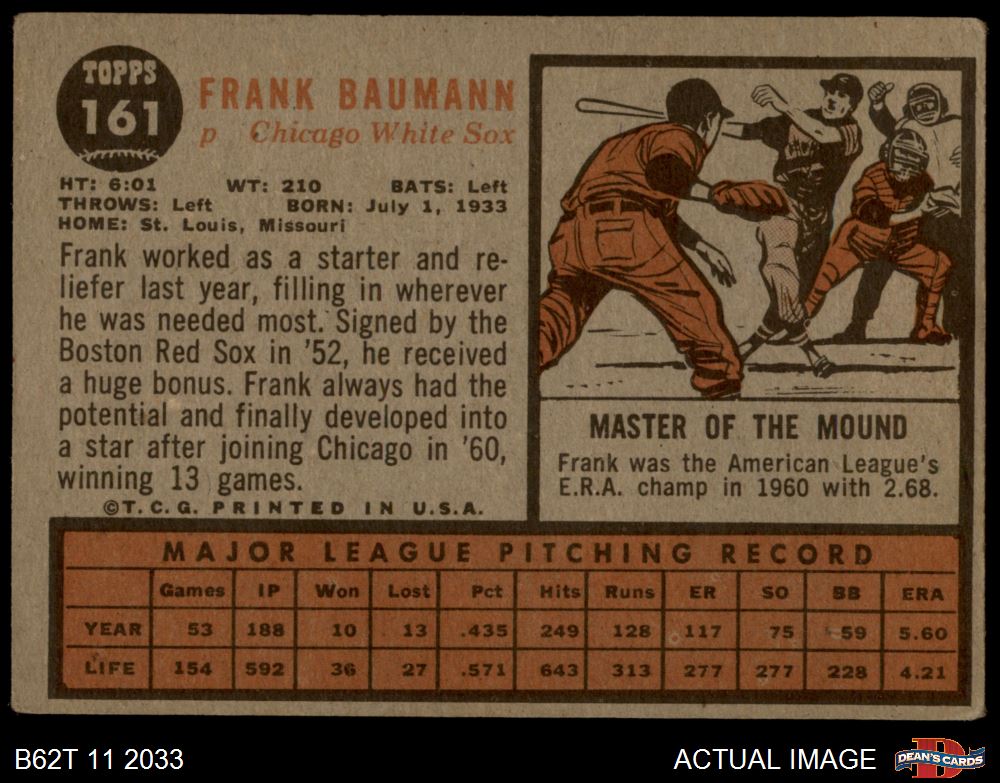 TOPPS
161
FRANK BAUMANN
p Chicago White Sox
HT: 6:01 WT: 210 BATS: Left
THROWS: Left BORN: July 1, 1933
HOME: St. Louis, Missouri
Frank worked as a starter and re-
liefer last year, filling in wherever
he was needed most. Signed by the
Boston Red Sox in '52, he received
a huge bonus. Frank always had the
potential and finally developed into
a star after joining Chicago in '60,
winning 13 games.
©T. C. G. PRINTED IN U.S.A.
MASTER OF THE MOUND
Frank was the American League's
E.R.A. champ in 1960 with 2.68.
MAJOR LEAGUE PITCHING RECORD
Games IP Won Lost Pct Hits Runs ER SO BB ERA
YEAR 53 188 10 13 .435 249 128 117 75 59 5.60
LIFE 154 592 36 27 .571 643 313 277 277 228 4.21
B62T 11 2033
ACTUAL IMAGE
DEAN'S CARDS